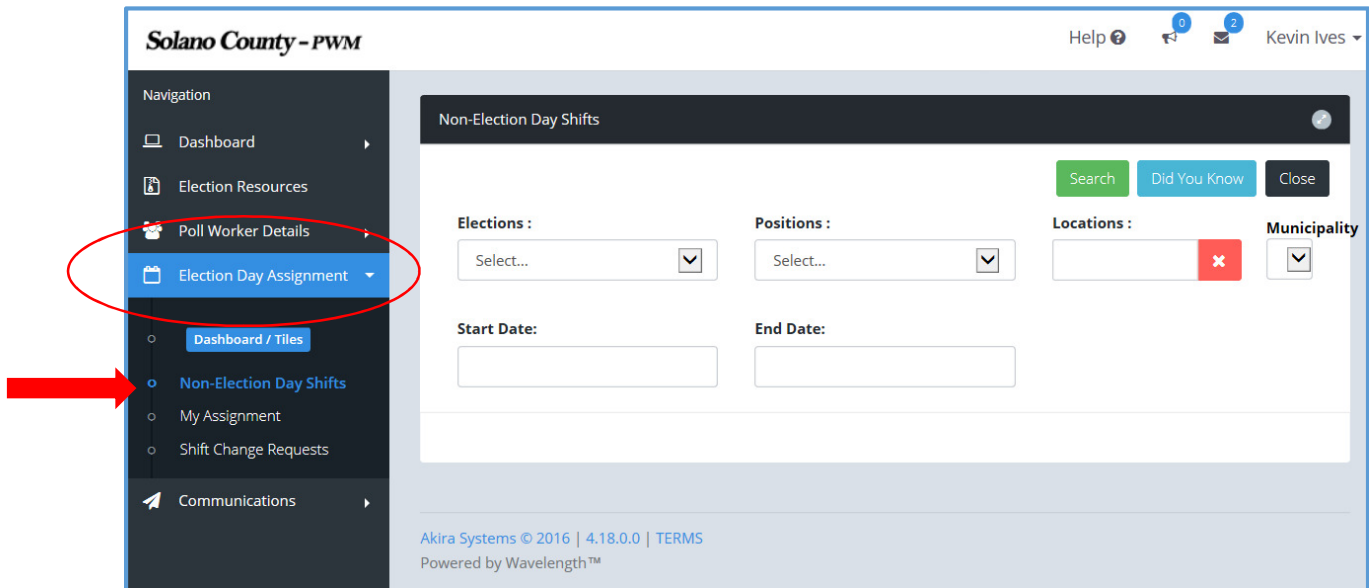 Solano County - PWM
Help
0
2
Kevin Ives
Navigation
Dashboard
Election Resources
Poll Worker Details
Election Day Assignment
Dashboard / Tiles
Non-Election Day Shifts
My Assignment
Shift Change Requests
Communications
Non-Election Day Shifts
Search Did You Know Close
Elections : Positions : Locations : Municipality
Select... Select...
Start Date: End Date:
Akira Systems © 2016 | 4.18.0.0 | TERMS
Powered by Wavelength™